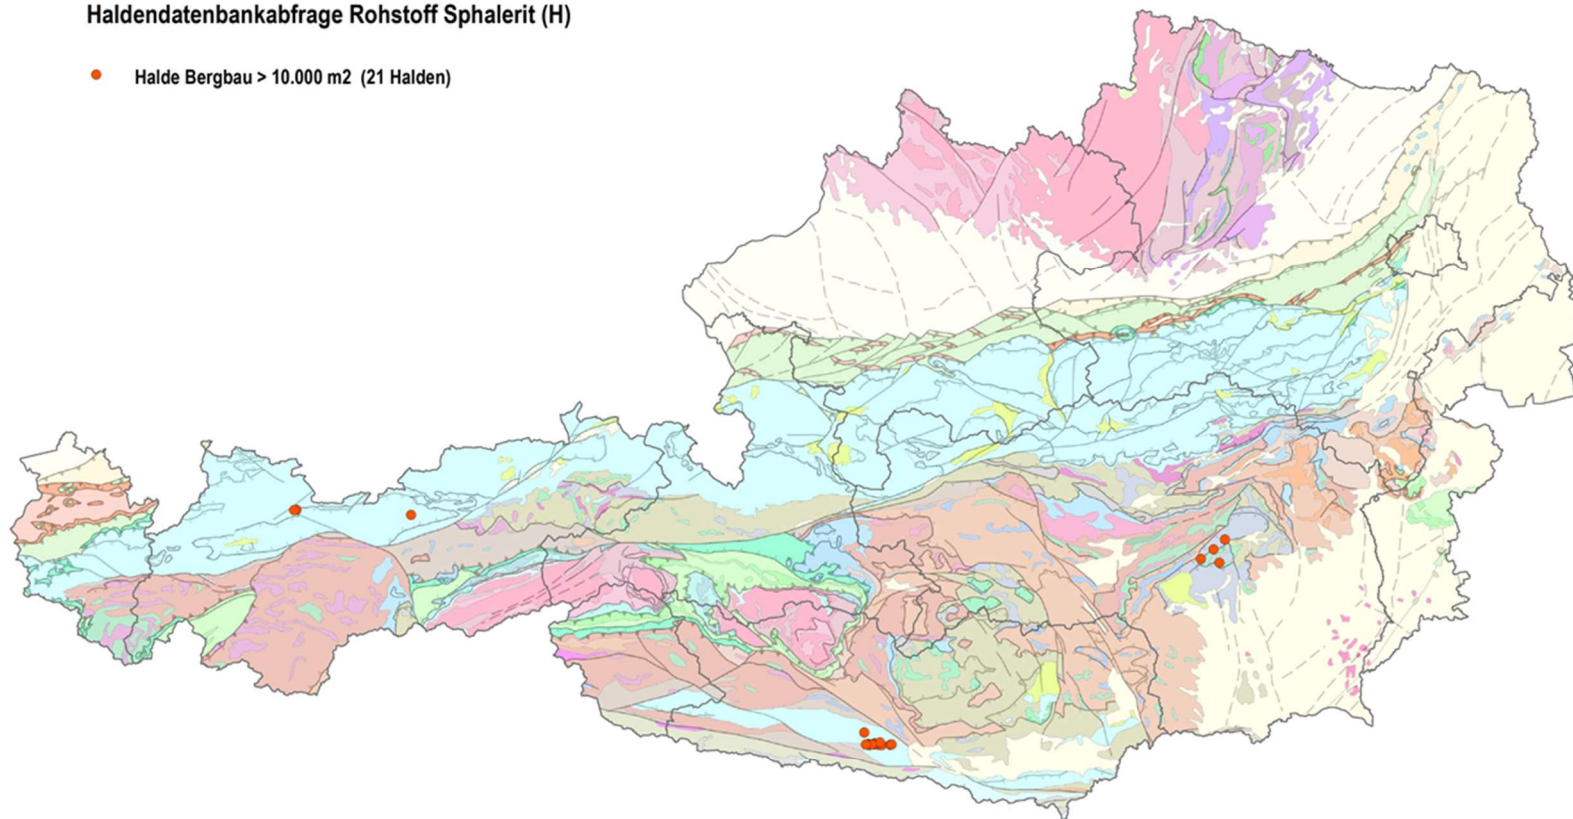 Haldendatenbankabfrage Rohstoff Sphalerit (H)
Halde Bergbau > 10.000 m2 (21 Halden)